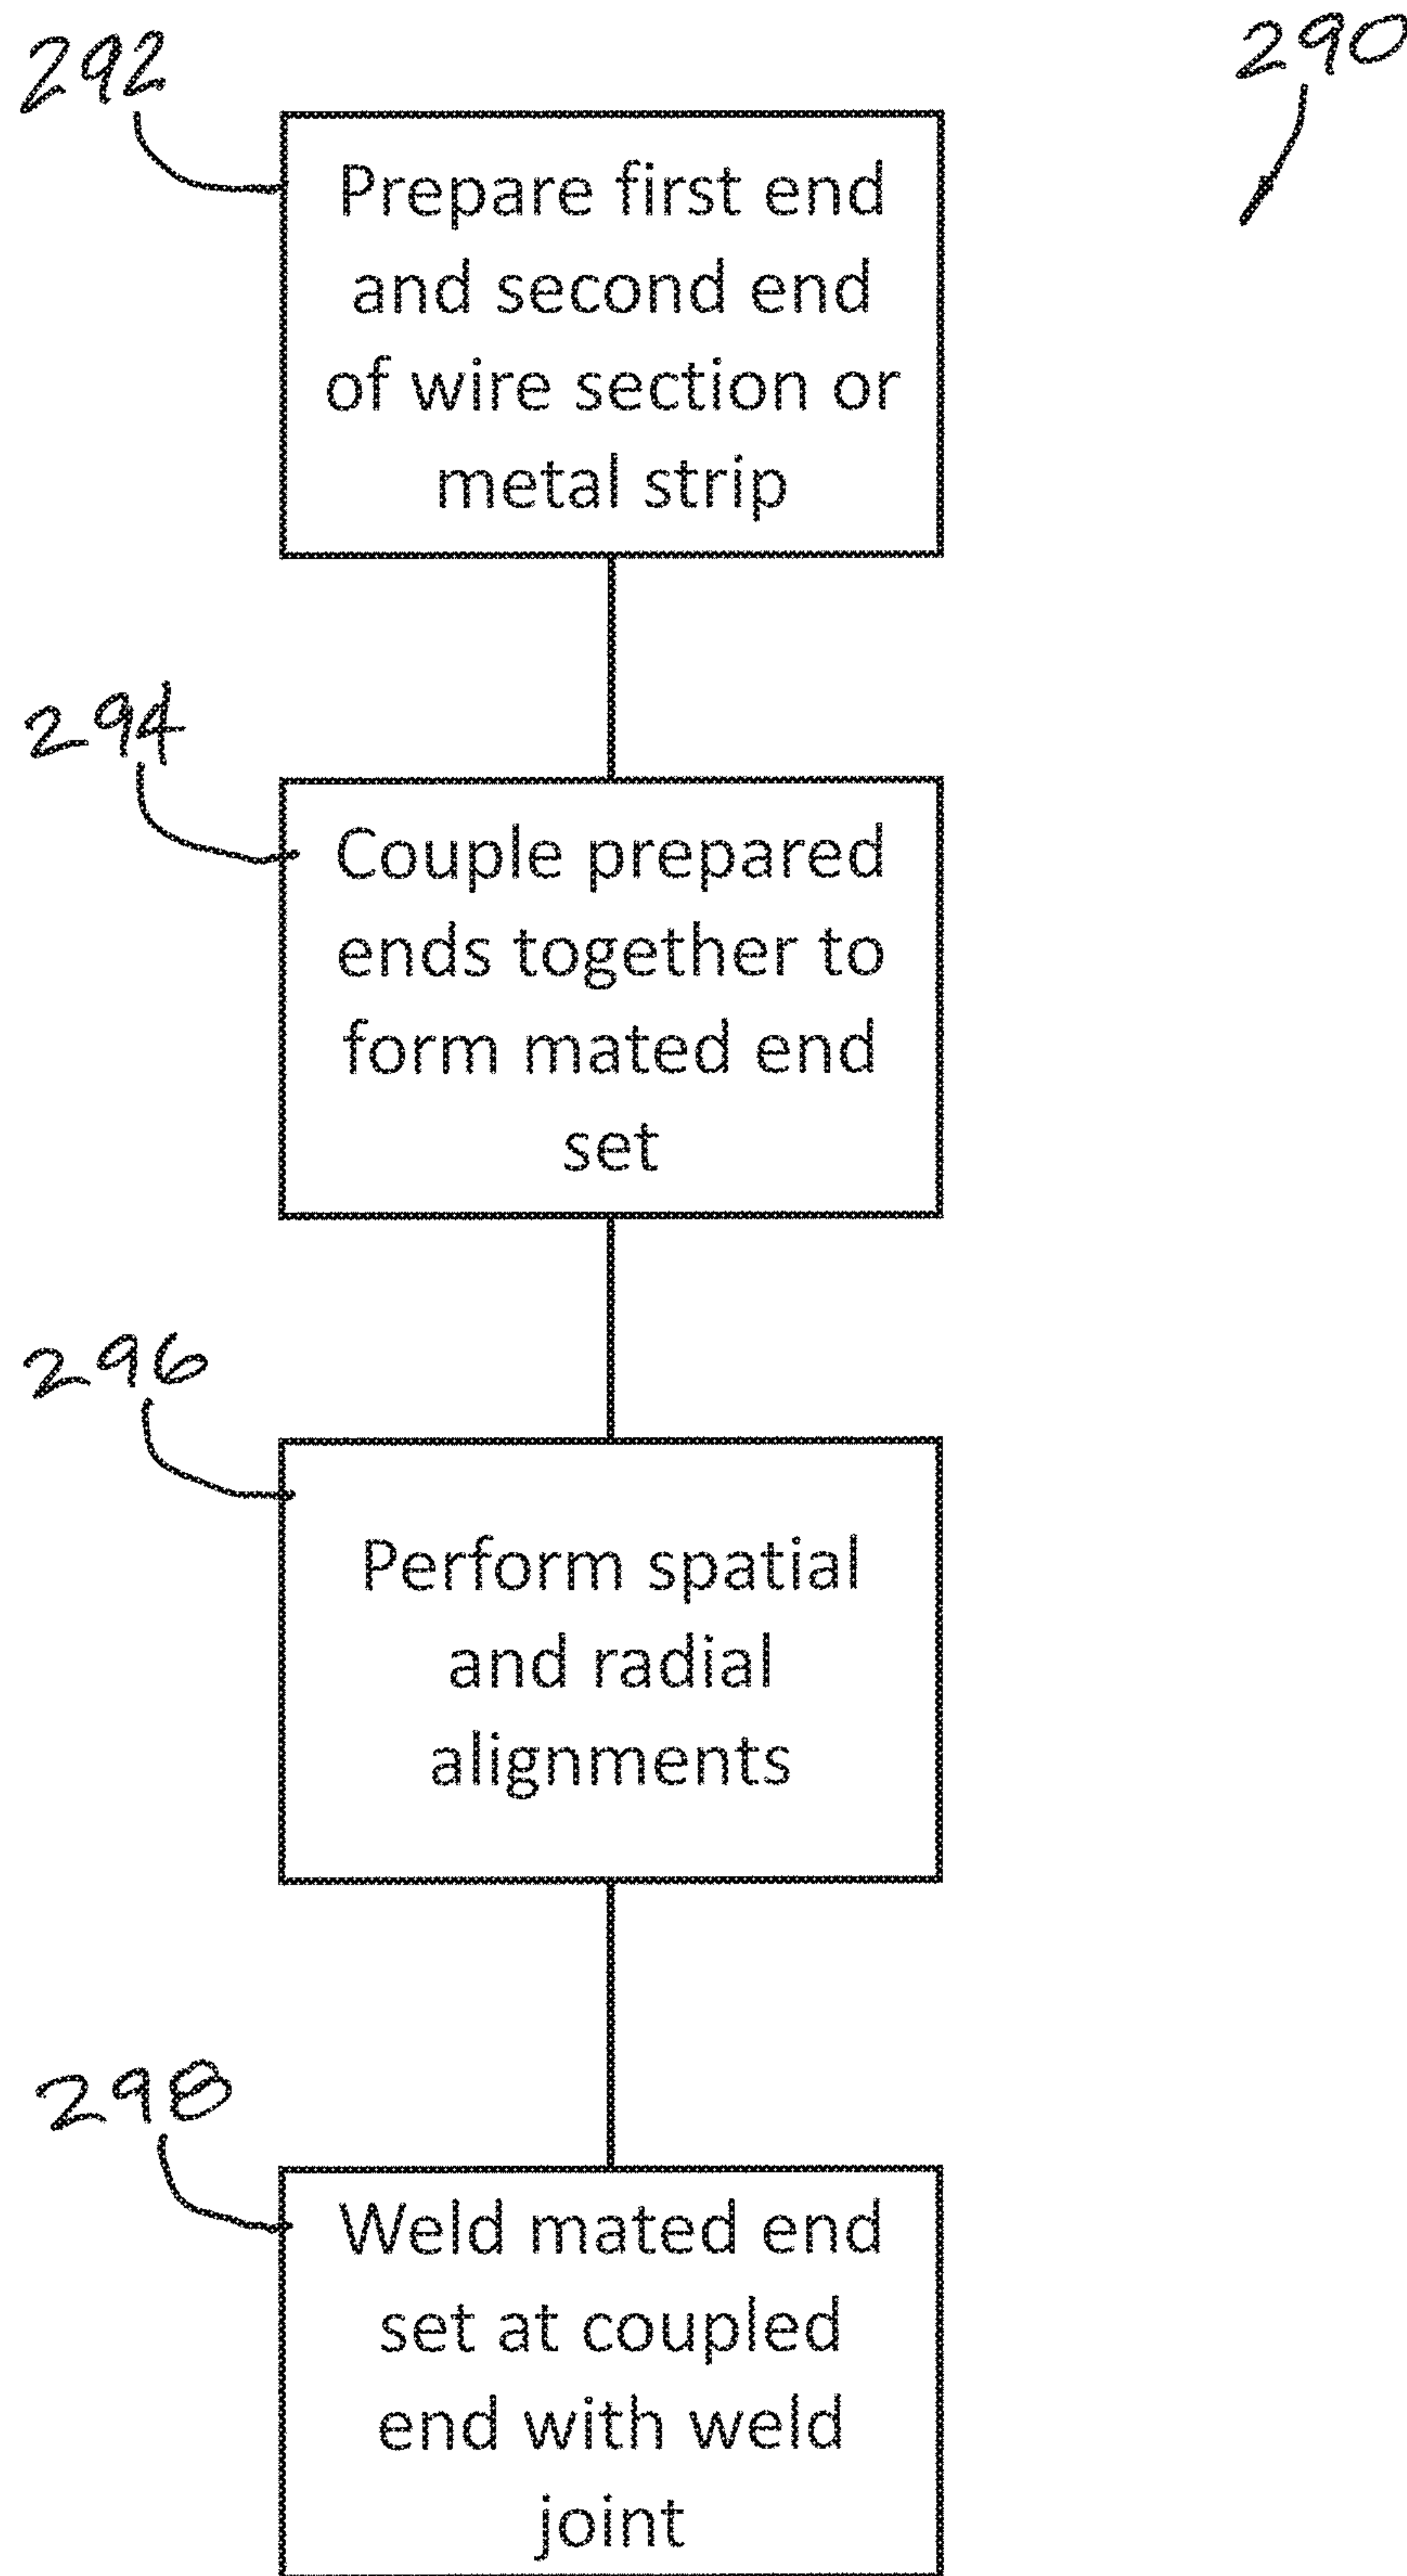 292
290
Prepare first end
and second end
of wire section or
metal strip
294
Couple prepared
ends together to
form mated end
set
296
Perform spatial
and radial
alignments
298
Weld mated end
set at coupled
end with weld
joint